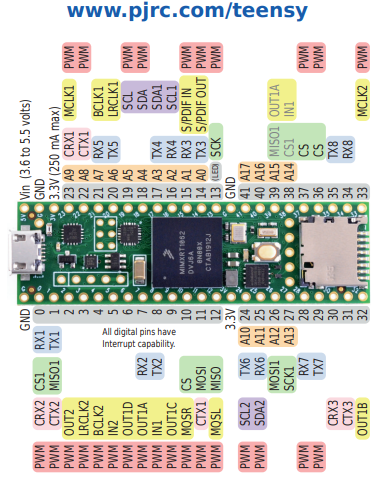 www.pjrc.com/teensy
Vin (3.6 to 5.5 volts)
GND
3.3V (250 mA max)
23 A9 CRX1 MCLK1 PWM
22 A8 CTX1 PWM
21 A7 RX5 BCLK1
20 A6 TX5 LRCLK1
19 A5 SCL PWM
18 A4 SDA PWM
17 A3 TX4 SDA1
16 A2 RX4 SCL1
15 A1 RX3 S/PDIF IN PWM
14 A0 TX3 S/PDIF OUT PWM
13 (LED) SCK PWM
GND
41 A17
40 A16
39 A15 MISO1 OUT1A
38 A14 CS1 IN1
37 CS PWM
36 CS PWM
35 TX8
34 RX8
33 MCLK2 PWM
MIMXRT1062
DVJ6A
CTAB1912J
GND
0 RX1 CS1 CRX2 PWM
1 TX1 MISO1 CTX2 PWM
2 OUT2 PWM
3 LRCLK2 PWM
4 BCLK2 PWM
5 IN2 PWM
6 OUT1D PWM
7 RX2 OUT1A PWM
8 TX2 IN1 PWM
9 OUT1C PWM
10 CS MQSR PWM
11 MOSI CTX1 PWM
12 MISO MQSL PWM
3.3V
24 A10 TX6 SCL2 PWM
25 A11 RX6 SDA2 PWM
26 A12 MOSI1
27 A13 SCK1
28 RX7 PWM
29 TX7 PWM
30 CRX3
31 CTX3
32 OUT1B
All digital pins have
Interrupt capability.